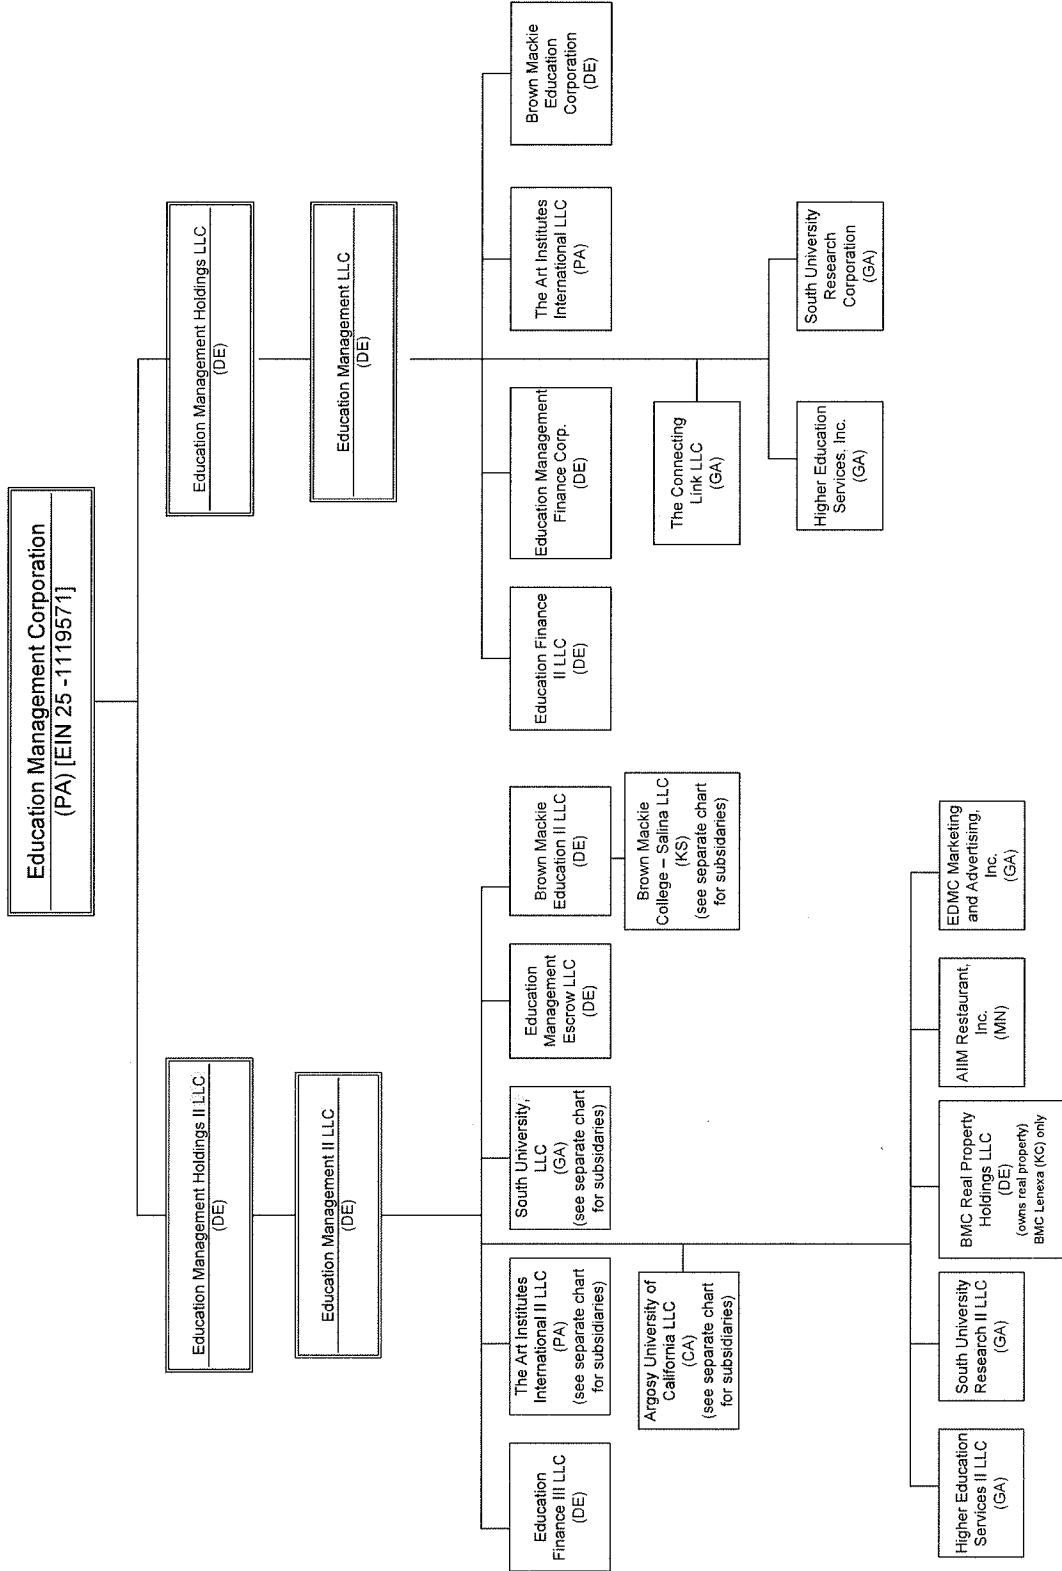 Education Management Corporation
(PA) [EIN 25 -1119571]
Education Management Holdings II LLC
(DE)
Education Management Holdings LLC
(DE)
Education Management II LLC
(DE)
Education Management LLC
(DE)
Education
Finance III LLC
(DE)
The Art Institutes
International II LLC
(PA)
(see separate chart
for subsidiaries)
South University,
LLC
(GA)
(see separate chart
for subsidaries)
Education
Management
Escrow LLC
(DE)
Brown Mackie
Education II LLC
(DE)
Education Finance
II LLC
(DE)
Education Management
Finance Corp.
(DE)
The Art Institutes
International LLC
(PA)
Brown Mackie
Education
Corporation
(DE)
Argosy University of
California LLC
(CA)
(see separate chart
for subsidiaries)
Brown Mackie
College – Salina LLC
(KS)
(see separate chart
for subsidaries)
The Connecting
Link LLC
(GA)
Higher Education
Services, Inc.
(GA)
South University
Research
Corporation
(GA)
Higher Education
Services II LLC
(GA)
South University
Research II LLC
(GA)
BMC Real Property
Holdings LLC
(DE)
(owns real property)
BMC Lenexa (KC) only
AIIM Restaurant,
Inc.
(MN)
EDMC Marketing
and Advertising,
Inc.
(GA)